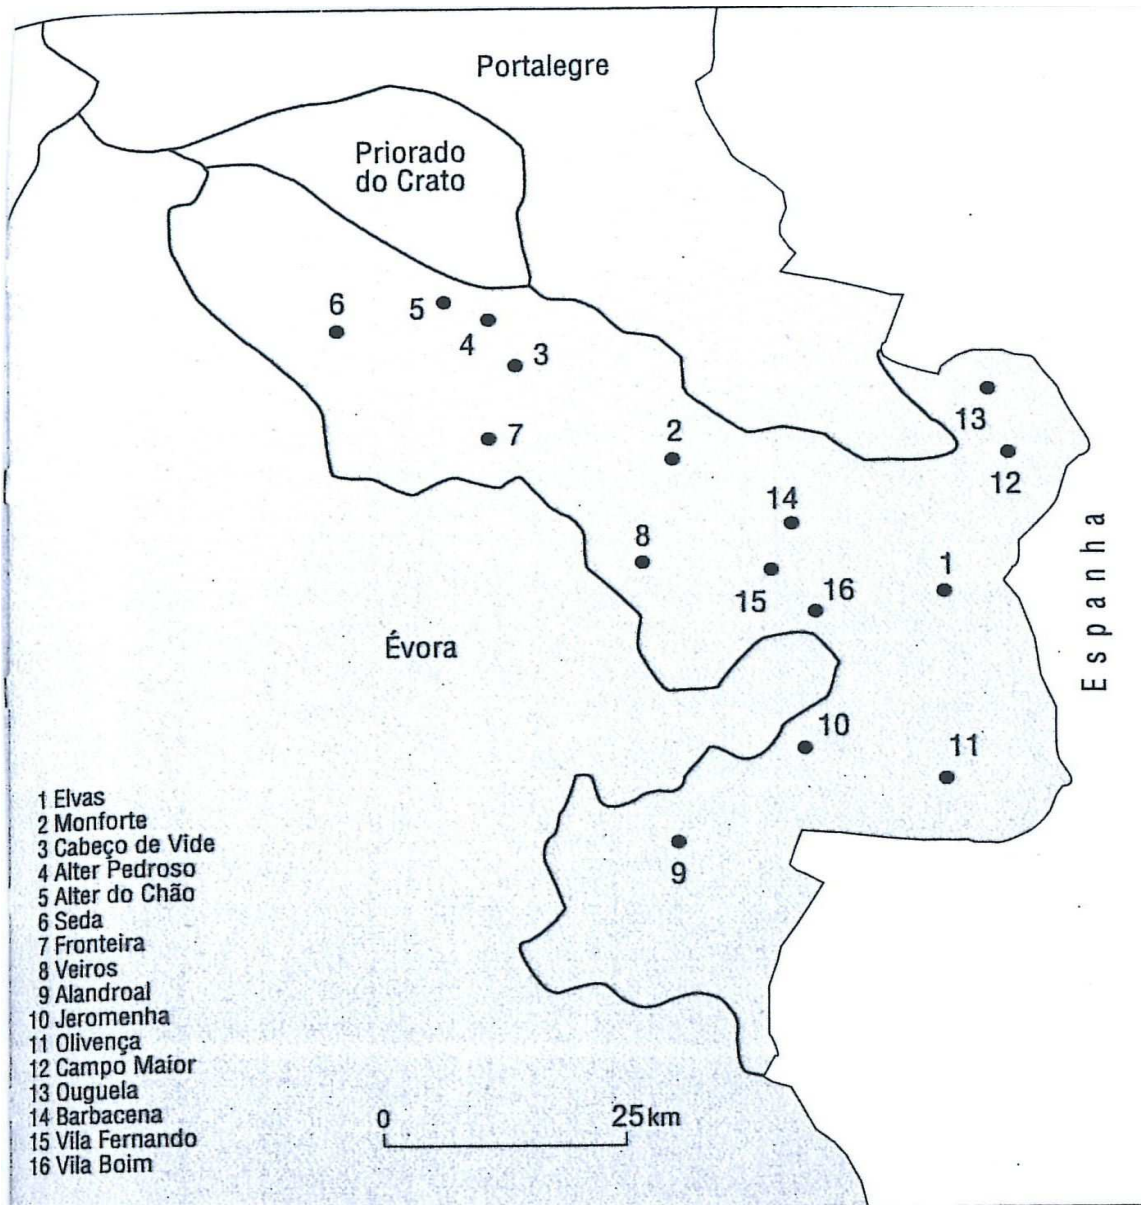 Portalegre
Priorado
do Crato
6
5
4
3
7
2
13
12
14
8
1
15
16
Espanha
Évora
10
11
9
1 Elvas
2 Monforte
3 Cabeço de Vide
4 Alter Pedroso
5 Alter do Chão
6 Seda
7 Fronteira
8 Veiros
9 Alandroal
10 Jeromenha
11 Olivença
12 Campo Maior
13 Ouguela
14 Barbacena
15 Vila Fernando
16 Vila Boim
0 25 km